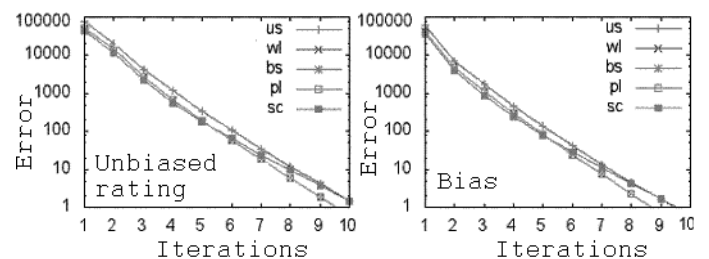 100000
10000
1000
100
10
1
Error
us
wl
bs
pl
sc
Unbiased
rating
1 2 3 4 5 6 7 8 9 10
Iterations
100000
10000
1000
100
10
1
Error
us
wl
bs
pl
sc
Bias
1 2 3 4 5 6 7 8 9 10
Iterations